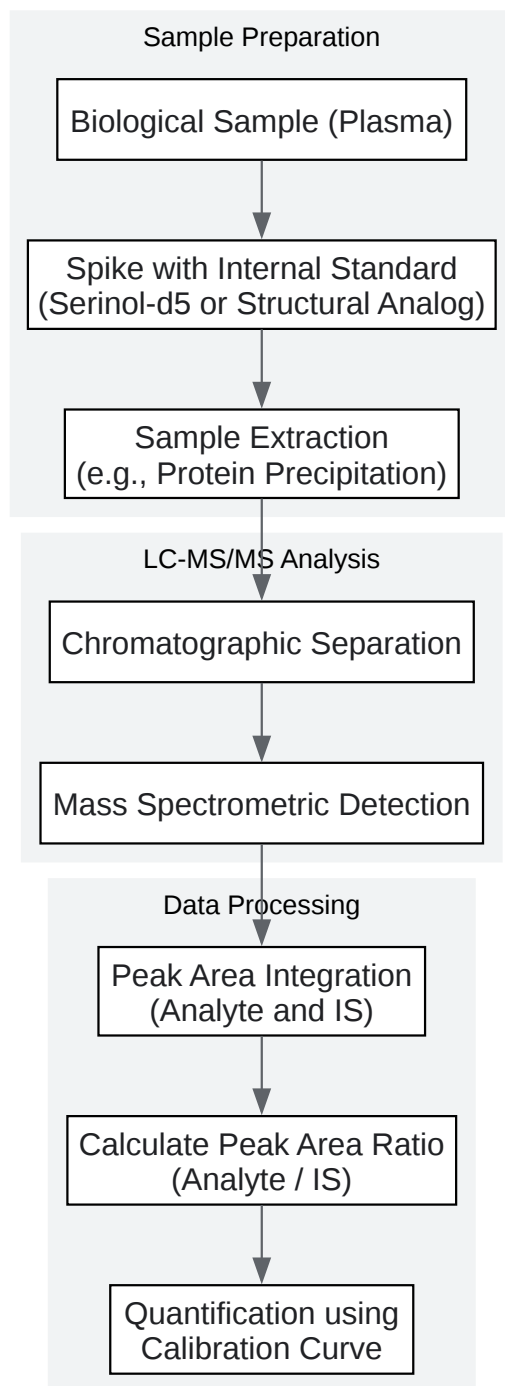 Sample Preparation
Biological Sample (Plasma)
Spike with Internal Standard
(Serinol-d5 or Structural Analog)
Sample Extraction
(e.g., Protein Precipitation)
LC-MS/MS Analysis
Chromatographic Separation
Mass Spectrometric Detection
Data Processing
Peak Area Integration
(Analyte and IS)
Calculate Peak Area Ratio
(Analyte / IS)
Quantification using
Calibration Curve